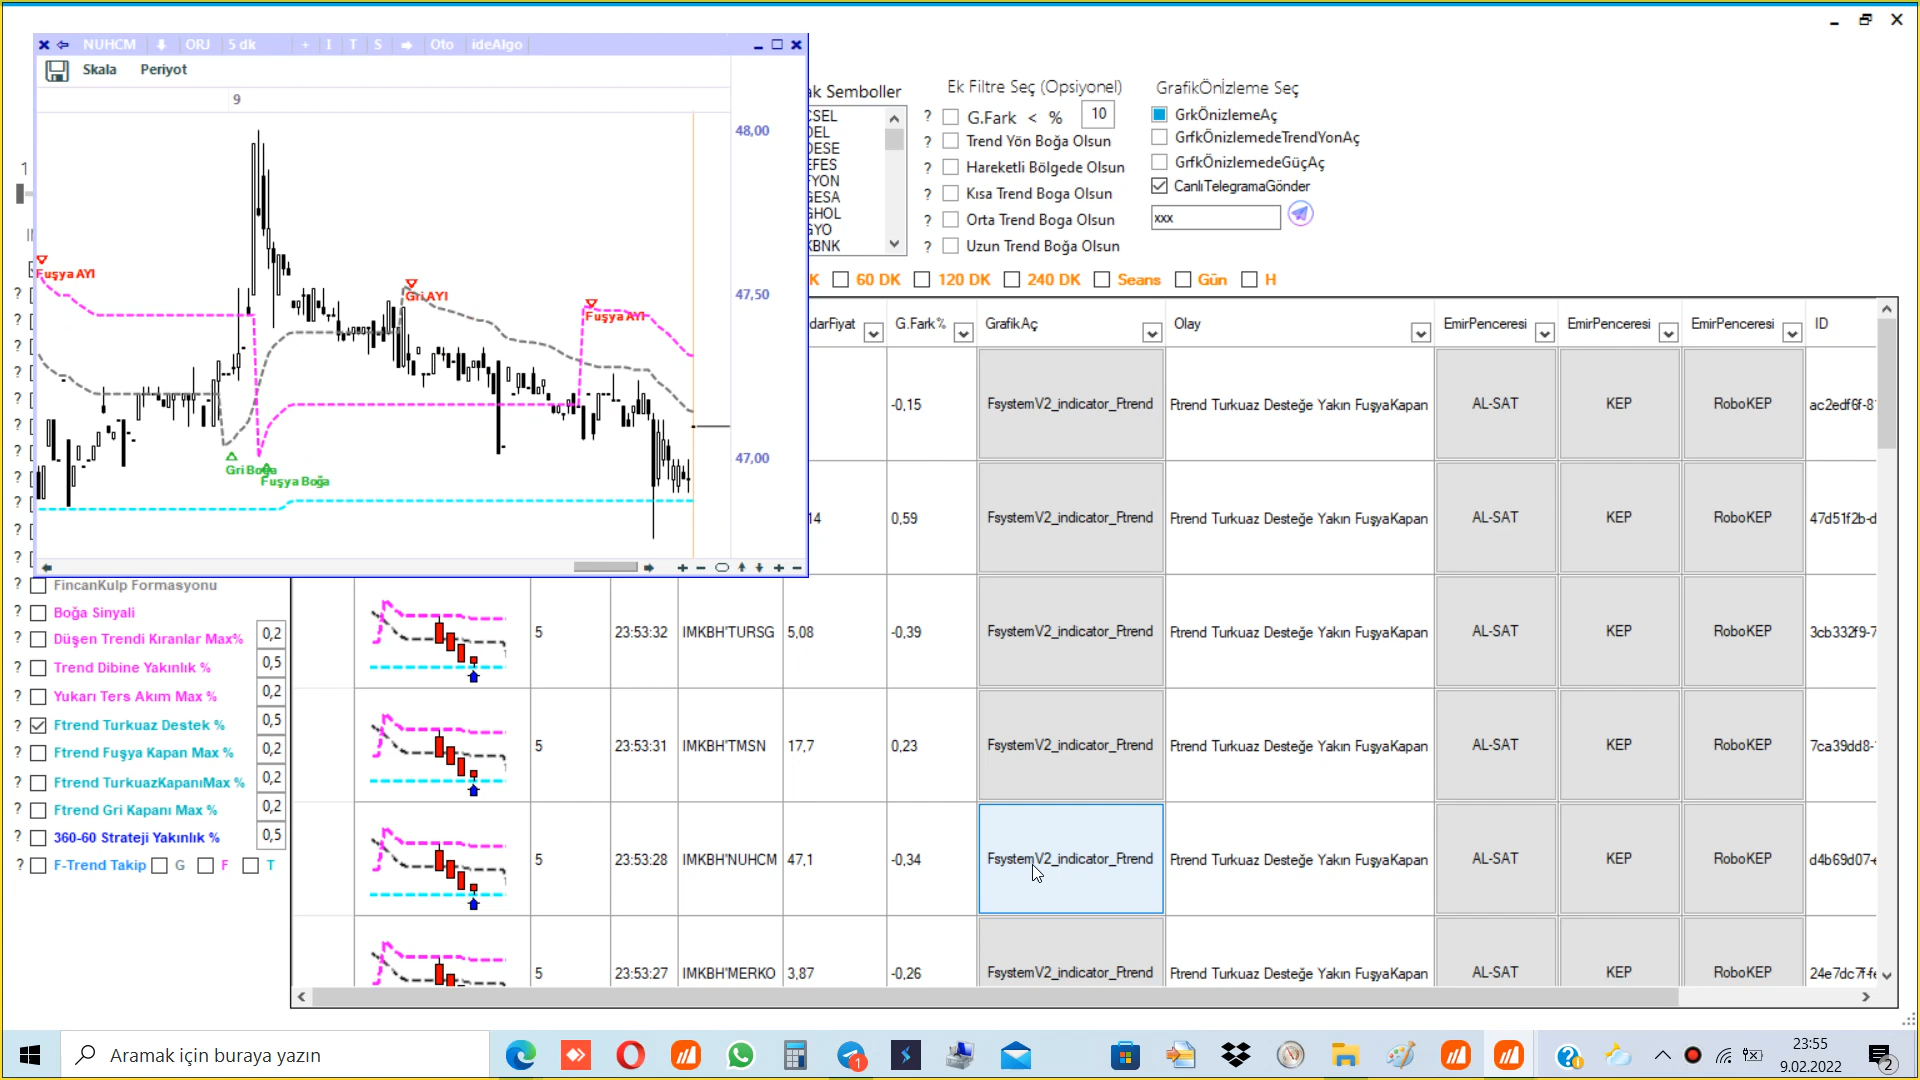 NUHCM ORJ 5 dk + I T S Oto ideAlgo
Skala Periyot
9
48,00
47,50
47,00
Fuşya AYI
Gri AYI
Fuşya AYI
Gri Boğa
Fuşya Boğa
1
ak Semboller
CSEL
DEL
DESE
EFES
FYON
GESA
GHOL
GYO
KBNK
Ek Filtre Seç (Opsiyonel)
? G.Fark < % 10
? Trend Yön Boğa Olsun
? Hareketli Bölgede Olsun
? Kısa Trend Boga Olsun
? Orta Trend Boga Olsun
? Uzun Trend Boğa Olsun
GrafikÖnİzleme Seç
GrkÖnizlemeAç
GrfkÖnizlemedeTrendYonAç
GrfkÖnizlemedeGüçAç
CanlıTelegramaGönder
xxx
K 60 DK 120 DK 240 DK Seans Gün H
darFiyat G.Fark% GrafikAç Olay EmirPenceresi EmirPenceresi EmirPenceresi ID
-0,15 FsystemV2_indicator_Ftrend Ftrend Turkuaz Desteğe Yakın FuşyaKapan AL-SAT KEP RoboKEP ac2edf6f-8
14 0,59 FsystemV2_indicator_Ftrend Ftrend Turkuaz Desteğe Yakın FuşyaKapan AL-SAT KEP RoboKEP 47d51f2b-d
5 23:53:32 IMKBH'TURSG 5,08 -0,39 FsystemV2_indicator_Ftrend Ftrend Turkuaz Desteğe Yakın FuşyaKapan AL-SAT KEP RoboKEP 3cb332f9-7
5 23:53:31 IMKBH'TMSN 17,7 0,23 FsystemV2_indicator_Ftrend Ftrend Turkuaz Desteğe Yakın FuşyaKapan AL-SAT KEP RoboKEP 7ca39dd8-
5 23:53:28 IMKBH'NUHCM 47,1 -0,34 FsystemV2_indicator_Ftrend Ftrend Turkuaz Desteğe Yakın FuşyaKapan AL-SAT KEP RoboKEP d4b69d07-e
5 23:53:27 IMKBH'MERKO 3,87 -0,26 FsystemV2_indicator_Ftrend Ftrend Turkuaz Desteğe Yakın FuşyaKapan AL-SAT KEP RoboKEP 24e7dc7f-fe
? FincanKulp Formasyonu
? Boğa Sinyali
? Düşen Trendi Kıranlar Max% 0,2
? Trend Dibine Yakınlık % 0,5
? Yukarı Ters Akım Max % 0,2
? Ftrend Turkuaz Destek % 0,5
? Ftrend Fuşya Kapan Max % 0,2
? Ftrend TurkuazKapanıMax % 0,2
? Ftrend Gri Kapanı Max % 0,2
? 360-60 Strateji Yakınlık % 0,5
? F-Trend Takip G F T
Aramak için buraya yazın
1
23:55
9.02.2022
2